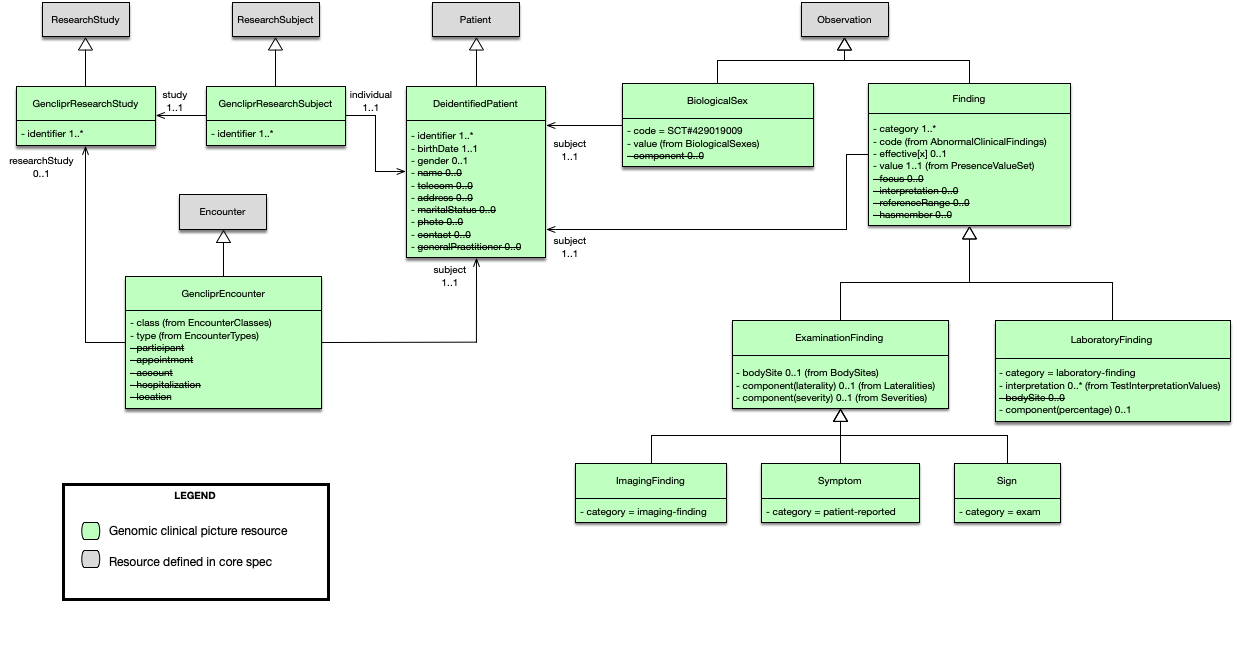 ResearchStudy
ResearchSubject
Patient
Observation
GencliprResearchStudy
- identifier 1..*
study
1..1
GencliprResearchSubject
- identifier 1..*
individual
1..1
DeidentifiedPatient
- identifier 1..*
- birthDate 1..1
- gender 0..1
- name 0..0
- telecom 0..0
- address 0..0
- maritalStatus 0..0
- photo 0..0
- contact 0..0
- generalPractitioner 0..0
BiologicalSex
- code = SCT#429019009
- value (from BiologicalSexes)
- component 0..0
subject
1..1
Finding
- category 1..*
- code (from AbnormalClinicalFindings)
- effective[x] 0..1
- value 1..1 (from PresenceValueSet)
- focus 0..0
- interpretation 0..0
- referenceRange 0..0
- hasmember 0..0
subject
1..1
researchStudy
0..1
Encounter
GencliprEncounter
- class (from EncounterClasses)
- type (from EncounterTypes)
- participant
- appointment
- account
- hospitalization
- location
subject
1..1
ExaminationFinding
- bodySite 0..1 (from BodySites)
- component(laterality) 0..1 (from Lateralities)
- component(severity) 0..1 (from Severities)
LaboratoryFinding
- category = laboratory-finding
- interpretation 0..* (from TestInterpretationValues)
- bodySite 0..0
- component(percentage) 0..1
ImagingFinding
- category = imaging-finding
Symptom
- category = patient-reported
Sign
- category = exam
LEGEND
Genomic clinical picture resource
Resource defined in core spec